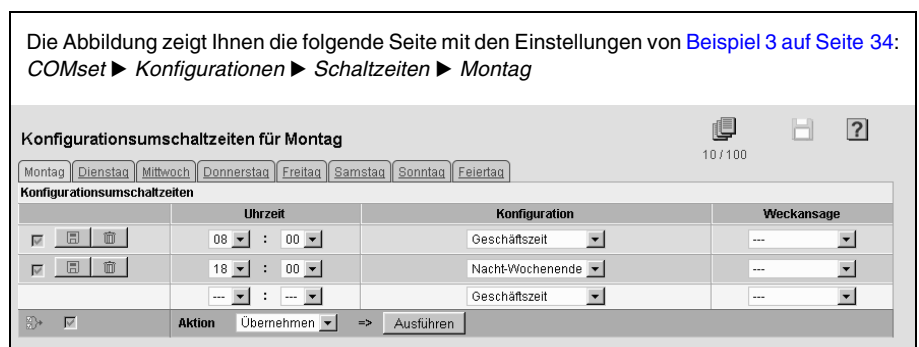 Die Abbildung zeigt Ihnen die folgende Seite mit den Einstellungen von Beispiel 3 auf Seite 34:
COMset ▶ Konfigurationen ▶ Schaltzeiten ▶ Montag
Konfigurationsumschaltzeiten für Montag
?
10 / 100
Montag Dienstag Mittwoch Donnerstag Freitag Samstag Sonntag Feiertag
Konfigurationsumschaltzeiten
Uhrzeit Konfiguration Weckansage
08 : 00 Geschäftszeit ---
18 : 00 Nacht-Wochenende ---
--- : --- Geschäftszeit ---
Aktion Übernehmen => Ausführen